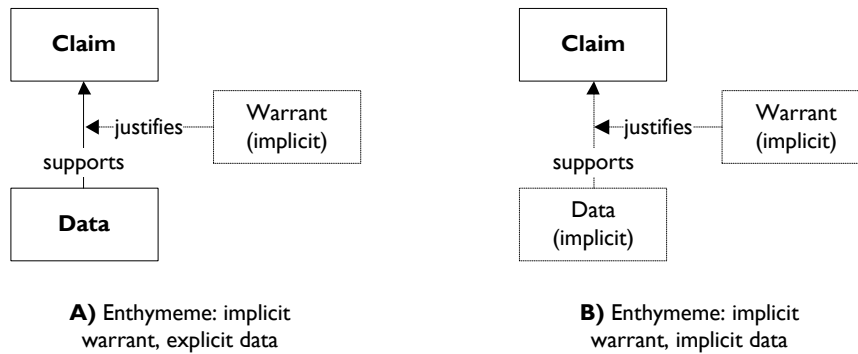 Claim
justifies
Warrant
(implicit)
supports
Data
A) Enthymeme: implicit
warrant, explicit data
Claim
justifies
Warrant
(implicit)
supports
Data
(implicit)
B) Enthymeme: implicit
warrant, implicit data